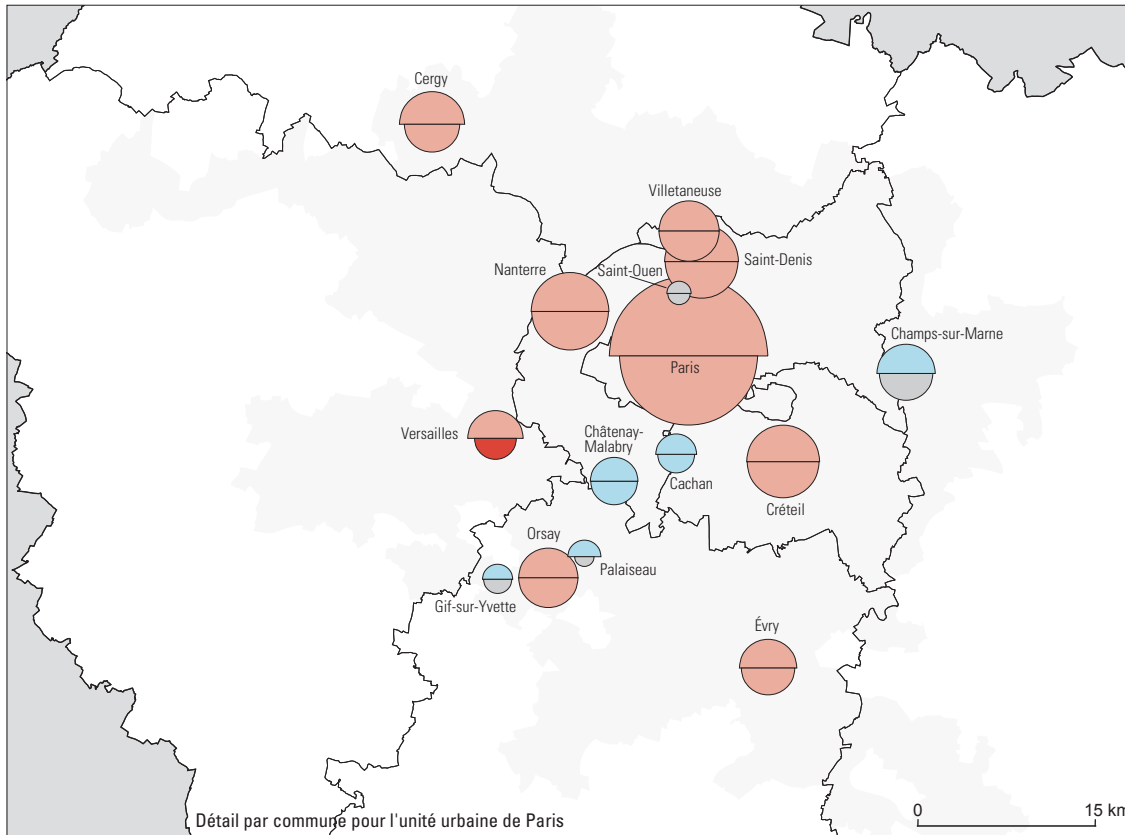 Cergy
Villetaneuse
Saint-Ouen
Saint-Denis
Nanterre
Champs-sur-Marne
Paris
Versailles
Châtenay-
Malabry
Cachan
Créteil
Orsay
Palaiseau
Gif-sur-Yvette
Évry
Détail par commune pour l'unité urbaine de Paris
0 15 km